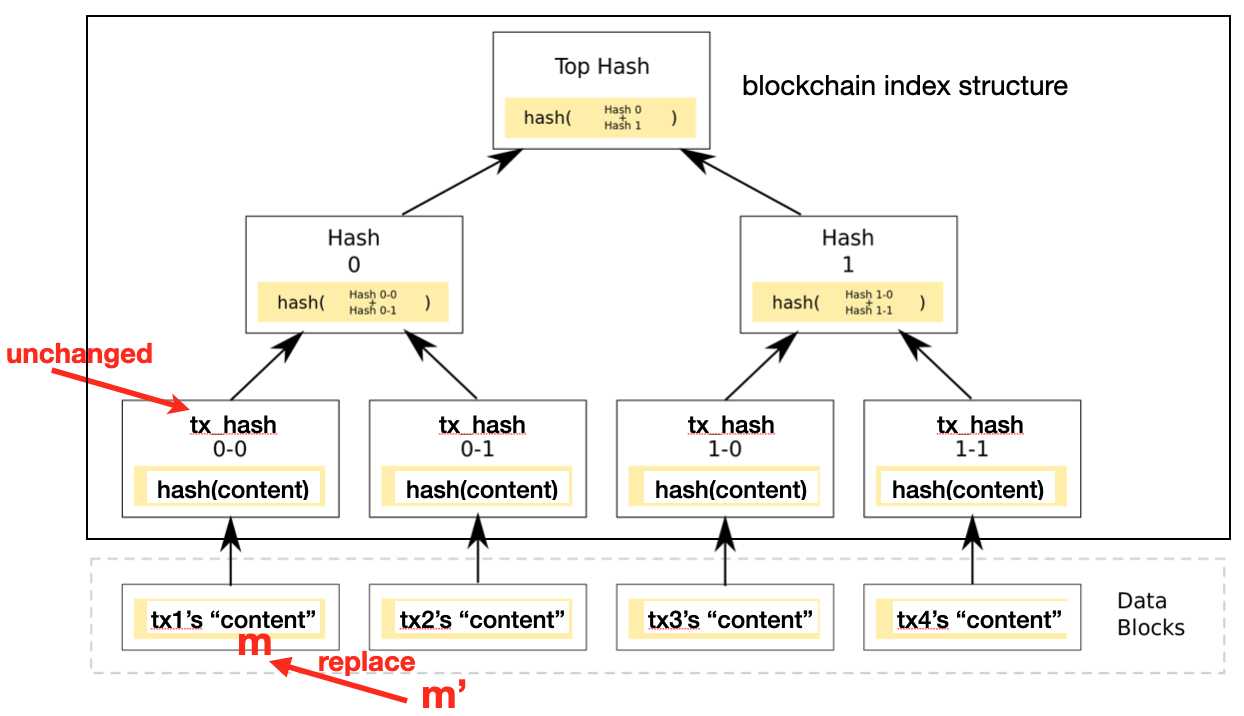 Top Hash
hash( Hash 0 + Hash 1 )
blockchain index structure
Hash
0
hash( Hash 0-0 + Hash 0-1 )
Hash
1
hash( Hash 1-0 + Hash 1-1 )
unchanged
tx_hash
0-0
hash(content)
tx_hash
0-1
hash(content)
tx_hash
1-0
hash(content)
tx_hash
1-1
hash(content)
tx1’s “content”
tx2’s “content”
tx3’s “content”
tx4’s “content”
Data
Blocks
m
replace
m’